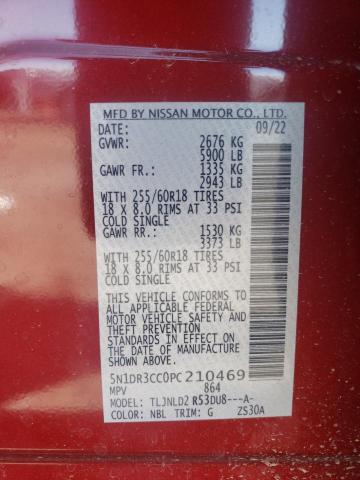 MFD BY NISSAN MOTOR CO., LTD.
DATE: 09/22
GVWR: 2676 KG
5900 LB
GAWR FR.: 1335 KG
2943 LB
WITH 255/60R18 TIRES
18 X 8.0 RIMS AT 33 PSI
COLD SINGLE
GAWR RR.: 1530 KG
3373 LB
WITH 255/60R18 TIRES
18 X 8.0 RIMS AT 33 PSI
COLD SINGLE
THIS VEHICLE CONFORMS TO
ALL APPLICABLE FEDERAL
MOTOR VEHICLE SAFETY
AND THEFT PREVENTION
STANDARDS IN EFFECT ON
THE DATE OF MANUFACTURE
SHOWN ABOVE.
5N1DR3CC0PC210469
MPV 864
MODEL: TLJNLD2 R53DU8---A-
COLOR: NBL TRIM: G ZS30A